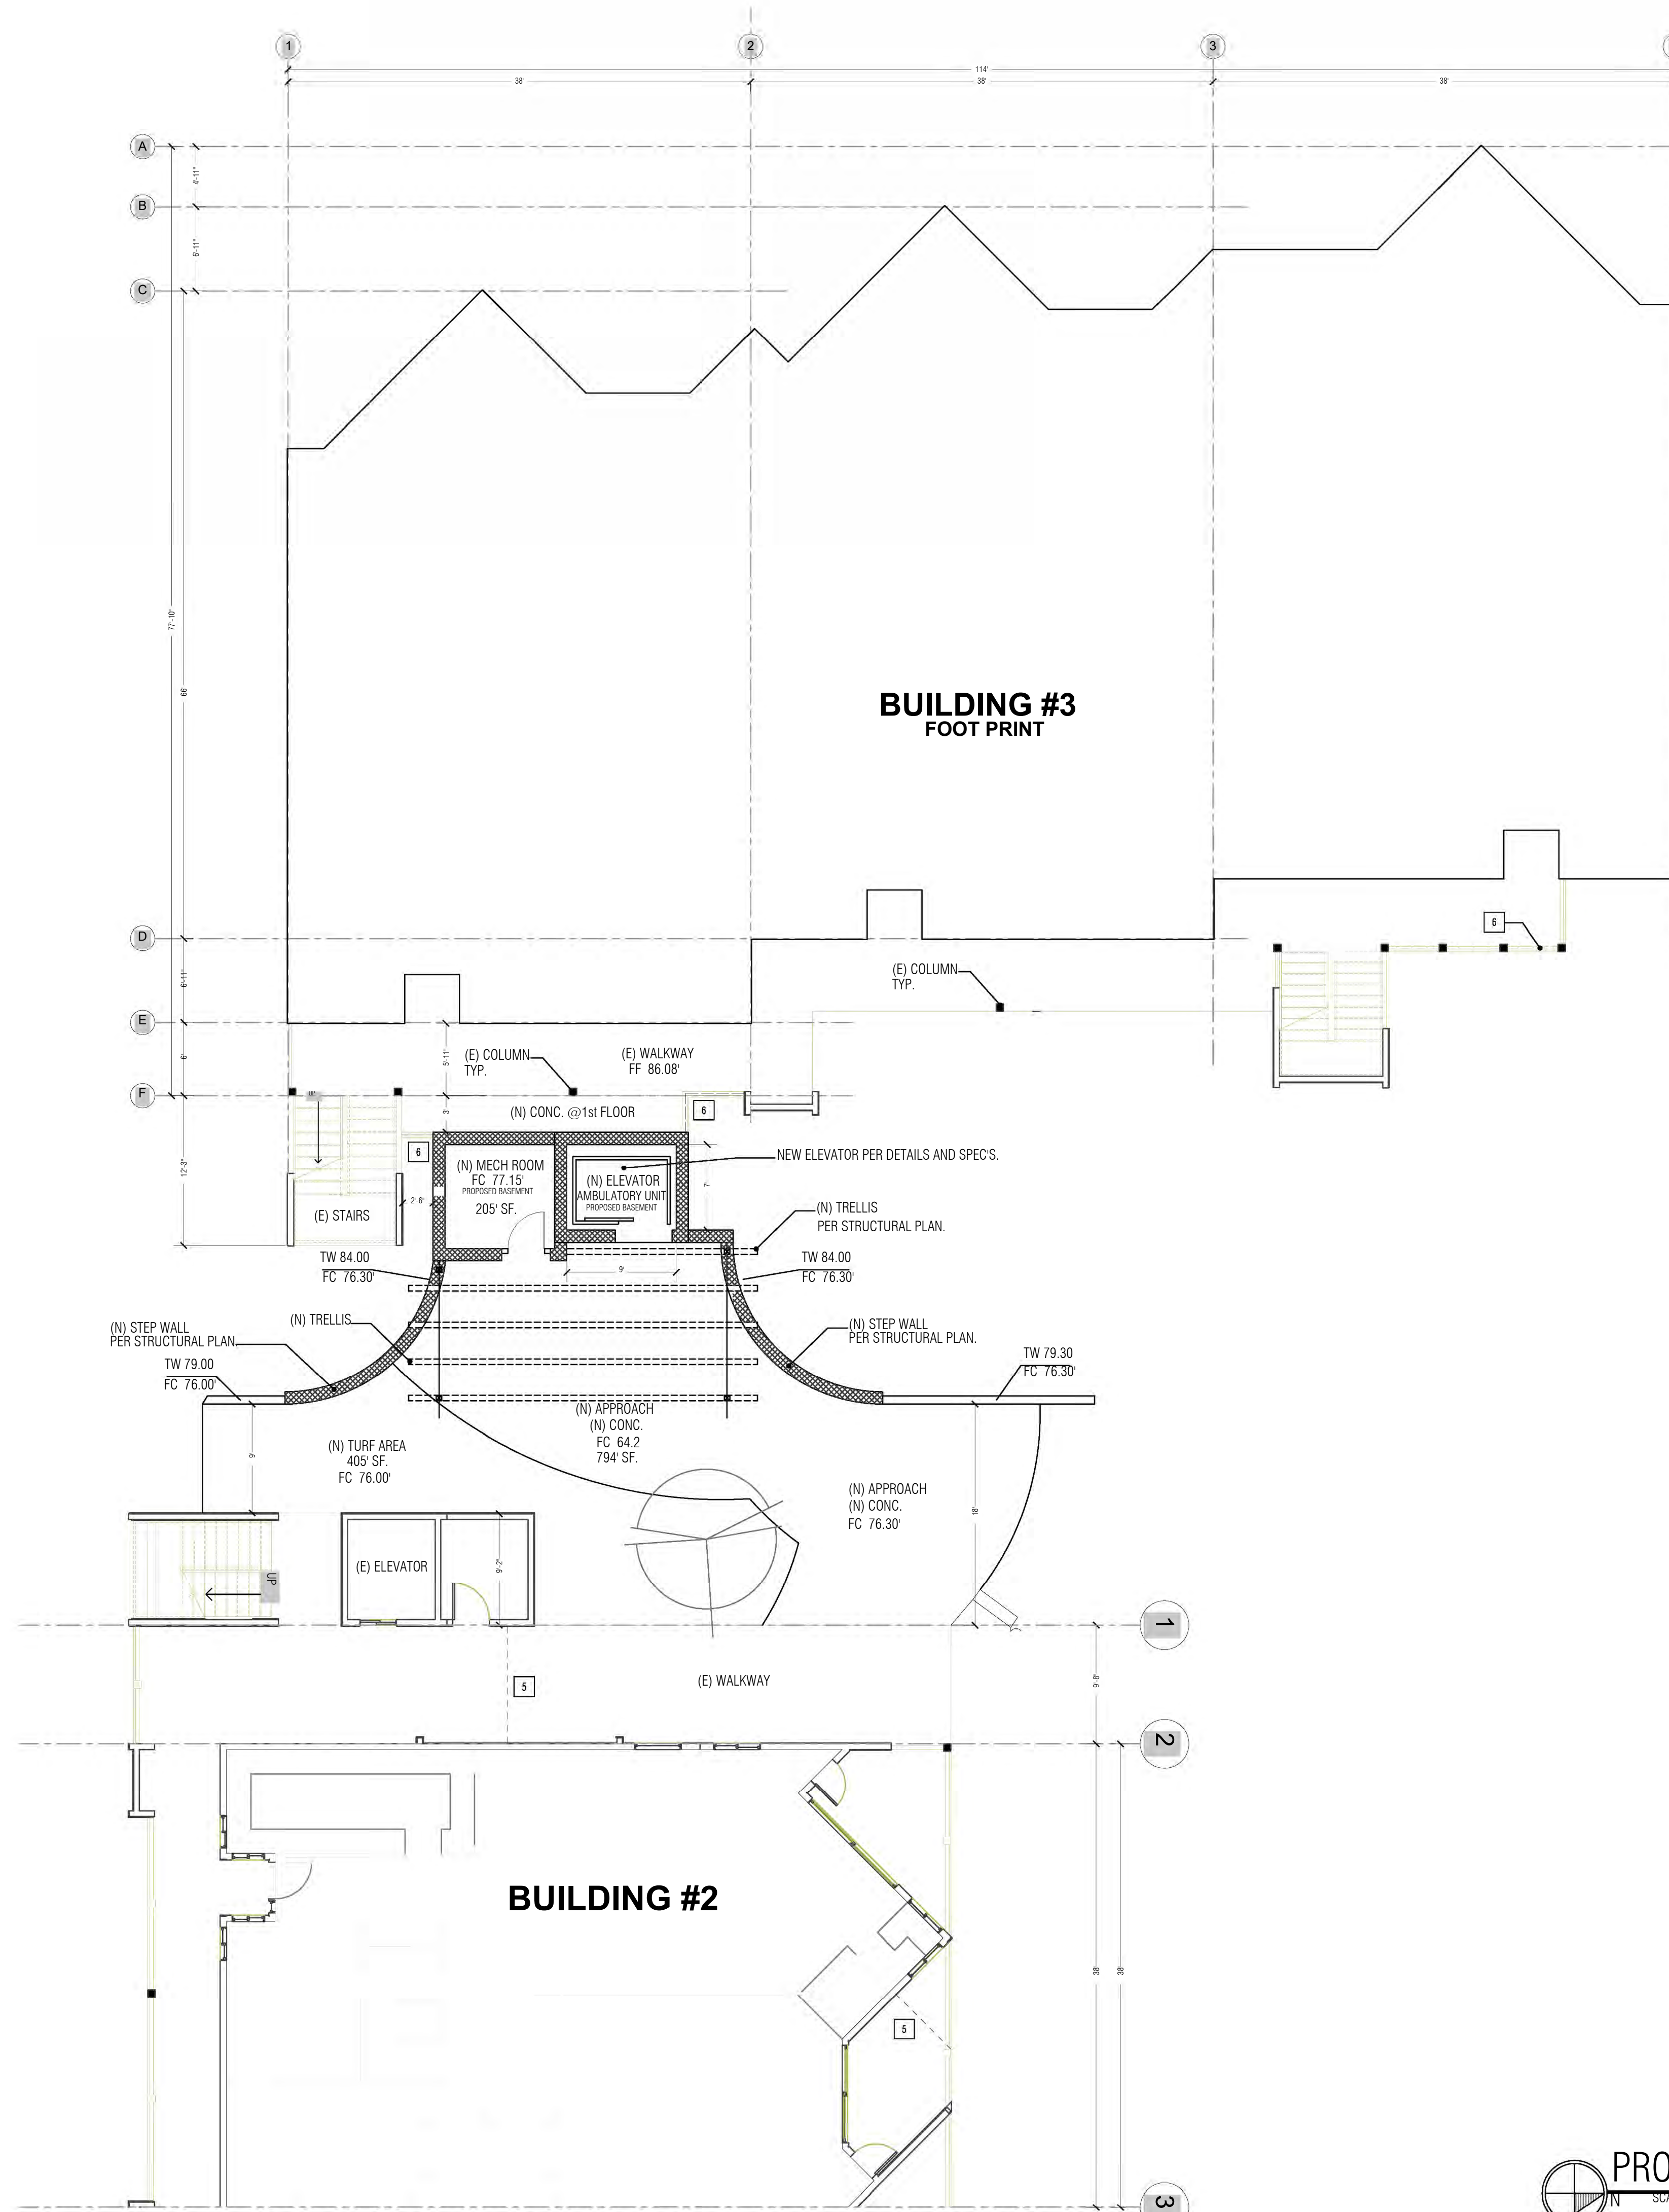 1
2
3
114'
38'
38'
38'
A
4'-11"
B
6'-11"
C
77'-10"
66'
BUILDING #3
FOOT PRINT
6
D
(E) COLUMN
TYP.
6'-11"
E
(E) COLUMN
TYP.
5'-11"
(E) WALKWAY
FF 86.08'
6'
F
UP
3'
(N) CONC. @1st FLOOR
6
6
12'-3"
NEW ELEVATOR PER DETAILS AND SPEC'S.
(N) MECH ROOM
FC 77.15'
PROPOSED BASEMENT
205' SF.
(N) ELEVATOR
AMBULATORY UNIT
PROPOSED BASEMENT
7'
2'-6"
(E) STAIRS
(N) TRELLIS
PER STRUCTURAL PLAN.
TW 84.00
FC 76.30'
9'
TW 84.00
FC 76.30'
(N) STEP WALL
PER STRUCTURAL PLAN.
(N) TRELLIS
(N) STEP WALL
PER STRUCTURAL PLAN.
TW 79.00
FC 76.00'
TW 79.30
FC 76.30'
(N) APPROACH
(N) CONC.
FC 64.2
794' SF.
9'
(N) TURF AREA
405' SF.
FC 76.00'
(N) APPROACH
(N) CONC.
FC 76.30'
18'
(E) ELEVATOR
9'-2"
UP
1
5
(E) WALKWAY
9'-8"
2
BUILDING #2
38'
38'
5
3
PRO
N